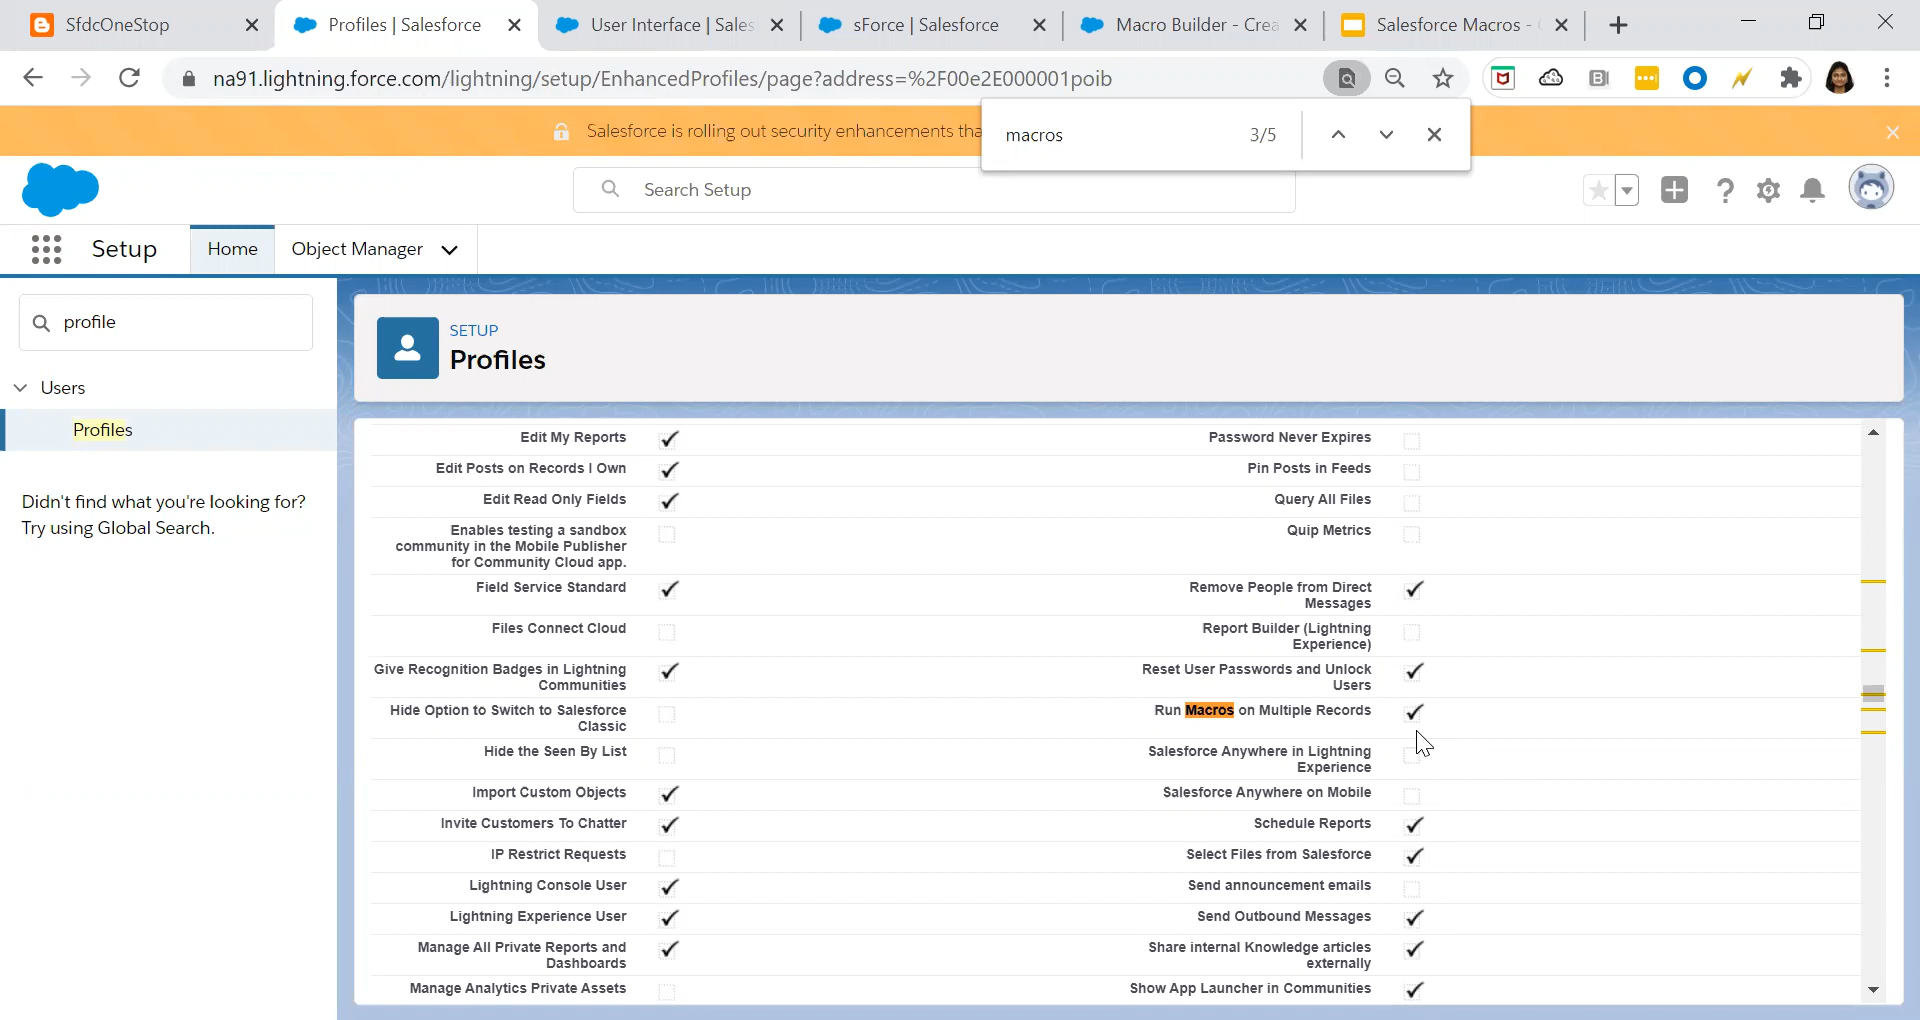 SfdcOneStop
Profiles | Salesforce
User Interface | Sales
sForce | Salesforce
Macro Builder - Crea
Salesforce Macros -
na91.lightning.force.com/lightning/setup/EnhancedProfiles/page?address=%2F00e2E000001poib
Salesforce is rolling out security enhancements tha
macros 3/5
Search Setup
Setup
Home
Object Manager
profile
Users
Profiles
Didn't find what you're looking for?
Try using Global Search.
SETUP
Profiles
Edit My Reports
Password Never Expires
Edit Posts on Records I Own
Pin Posts in Feeds
Edit Read Only Fields
Query All Files
Enables testing a sandbox
community in the Mobile Publisher
for Community Cloud app.
Quip Metrics
Field Service Standard
Remove People from Direct
Messages
Files Connect Cloud
Report Builder (Lightning
Experience)
Give Recognition Badges in Lightning
Communities
Reset User Passwords and Unlock
Users
Hide Option to Switch to Salesforce
Classic
Run Macros on Multiple Records
Hide the Seen By List
Salesforce Anywhere in Lightning
Experience
Import Custom Objects
Salesforce Anywhere on Mobile
Invite Customers To Chatter
Schedule Reports
IP Restrict Requests
Select Files from Salesforce
Lightning Console User
Send announcement emails
Lightning Experience User
Send Outbound Messages
Manage All Private Reports and
Dashboards
Share internal Knowledge articles
externally
Manage Analytics Private Assets
Show App Launcher in Communities